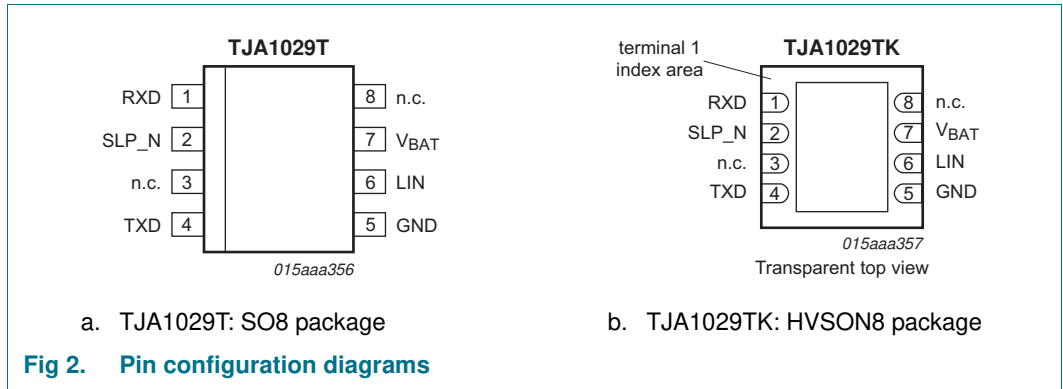 TJA1029T
RXD 1
8 n.c.
SLP_N 2
7 VBAT
n.c. 3
6 LIN
TXD 4
5 GND
015aaa356
a. TJA1029T: SO8 package
terminal 1
index area
TJA1029TK
RXD 1
8 n.c.
SLP_N 2
7 VBAT
n.c. 3
6 LIN
TXD 4
5 GND
015aaa357
Transparent top view
b. TJA1029TK: HVSON8 package
Fig 2. Pin configuration diagrams